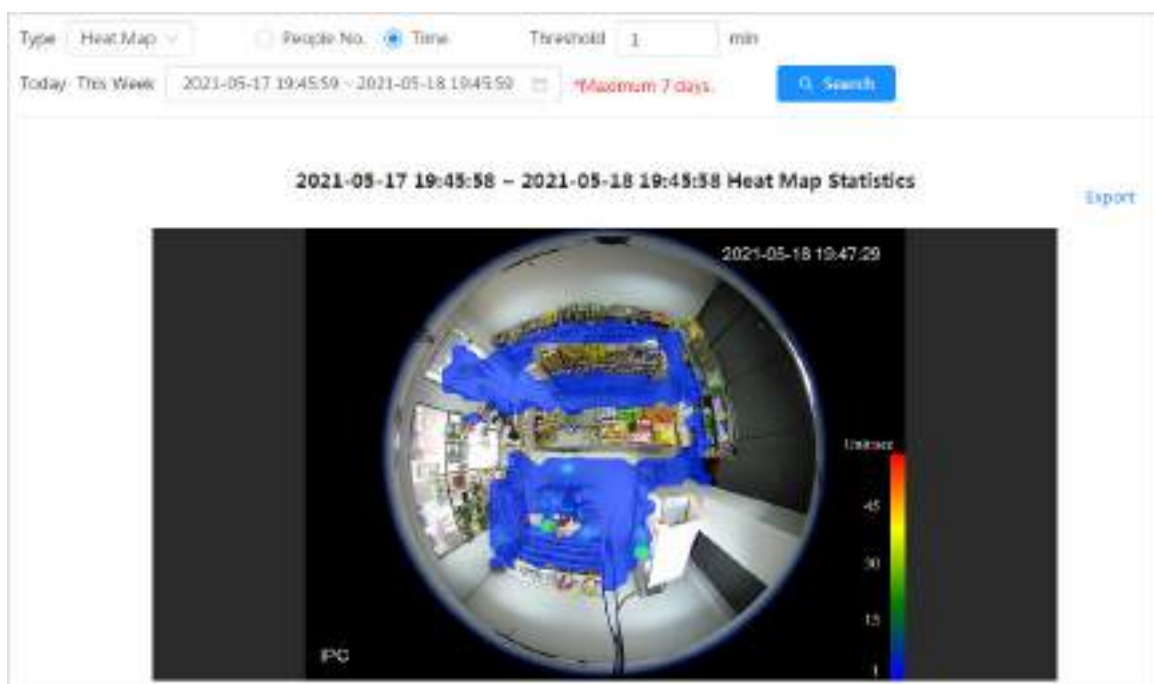 Type Heat Map People No. Time Threshold 1 min
Today This Week 2021-05-17 19:45:59 ~ 2021-05-18 19:45:59 *Maximum 7 days. Search
2021-05-17 19:45:58 ~ 2021-05-18 19:45:58 Heat Map Statistics
Export
2021-05-18 19:47:29
Unit:sec
45
30
15
1
IPC